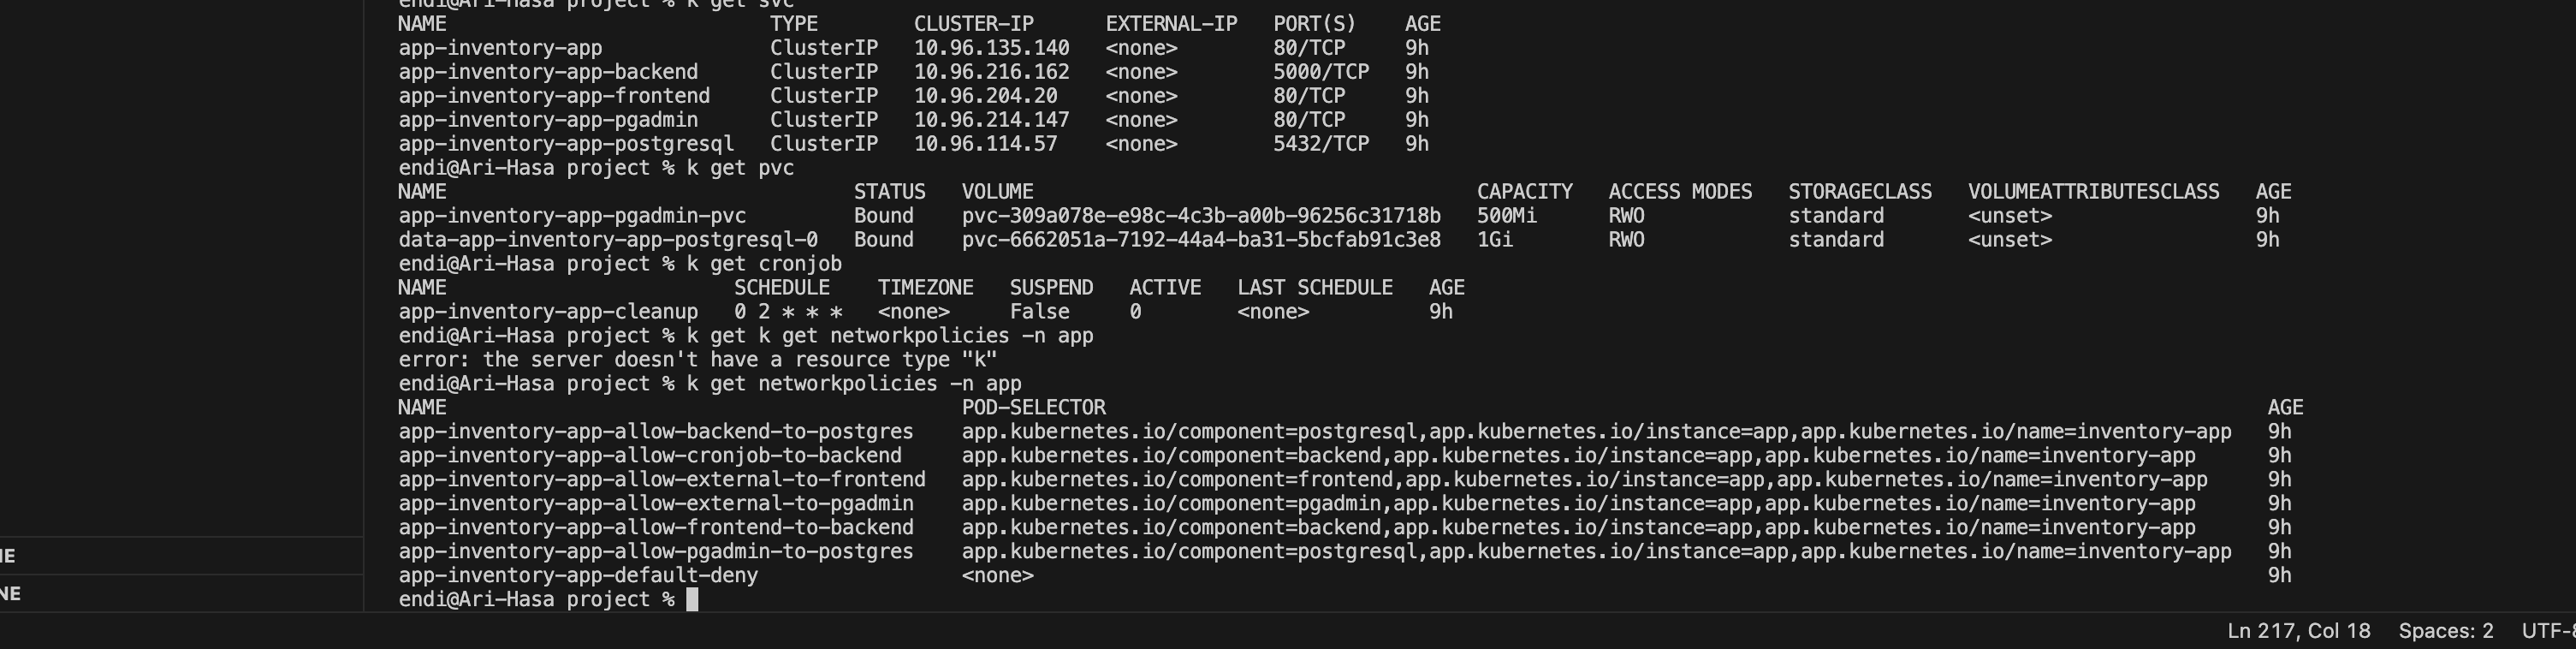 endi@Ari-Hasa project % k get svc
NAME                           TYPE        CLUSTER-IP      EXTERNAL-IP   PORT(S)    AGE
app-inventory-app              ClusterIP   10.96.135.140   <none>        80/TCP     9h
app-inventory-app-backend      ClusterIP   10.96.216.162   <none>        5000/TCP   9h
app-inventory-app-frontend     ClusterIP   10.96.204.20    <none>        80/TCP     9h
app-inventory-app-pgadmin      ClusterIP   10.96.214.147   <none>        80/TCP     9h
app-inventory-app-postgresql   ClusterIP   10.96.114.57    <none>        5432/TCP   9h
endi@Ari-Hasa project % k get pvc
NAME                                  STATUS   VOLUME                                     CAPACITY   ACCESS MODES   STORAGECLASS   VOLUMEATTRIBUTESCLASS   AGE
app-inventory-app-pgadmin-pvc         Bound    pvc-309a078e-e98c-4c3b-a00b-96256c31718b   500Mi      RWO            standard       <unset>                 9h
data-app-inventory-app-postgresql-0   Bound    pvc-6662051a-7192-44a4-ba31-5bcfab91c3e8   1Gi        RWO            standard       <unset>                 9h
endi@Ari-Hasa project % k get cronjob
NAME                        SCHEDULE    TIMEZONE   SUSPEND   ACTIVE   LAST SCHEDULE   AGE
app-inventory-app-cleanup   0 2 * * *   <none>     False     0        <none>          9h
endi@Ari-Hasa project % k get k get networkpolicies -n app
error: the server doesn't have a resource type "k"
endi@Ari-Hasa project % k get networkpolicies -n app
NAME                                           POD-SELECTOR                                                                                                 AGE
app-inventory-app-allow-backend-to-postgres    app.kubernetes.io/component=postgresql,app.kubernetes.io/instance=app,app.kubernetes.io/name=inventory-app   9h
app-inventory-app-allow-cronjob-to-backend     app.kubernetes.io/component=backend,app.kubernetes.io/instance=app,app.kubernetes.io/name=inventory-app      9h
app-inventory-app-allow-external-to-frontend   app.kubernetes.io/component=frontend,app.kubernetes.io/instance=app,app.kubernetes.io/name=inventory-app     9h
app-inventory-app-allow-external-to-pgadmin    app.kubernetes.io/component=pgadmin,app.kubernetes.io/instance=app,app.kubernetes.io/name=inventory-app      9h
app-inventory-app-allow-frontend-to-backend    app.kubernetes.io/component=backend,app.kubernetes.io/instance=app,app.kubernetes.io/name=inventory-app      9h
app-inventory-app-allow-pgadmin-to-postgres    app.kubernetes.io/component=postgresql,app.kubernetes.io/instance=app,app.kubernetes.io/name=inventory-app   9h
app-inventory-app-default-deny                 <none>                                                                                                       9h
endi@Ari-Hasa project %
NE
Ln 217, Col 18   Spaces: 2